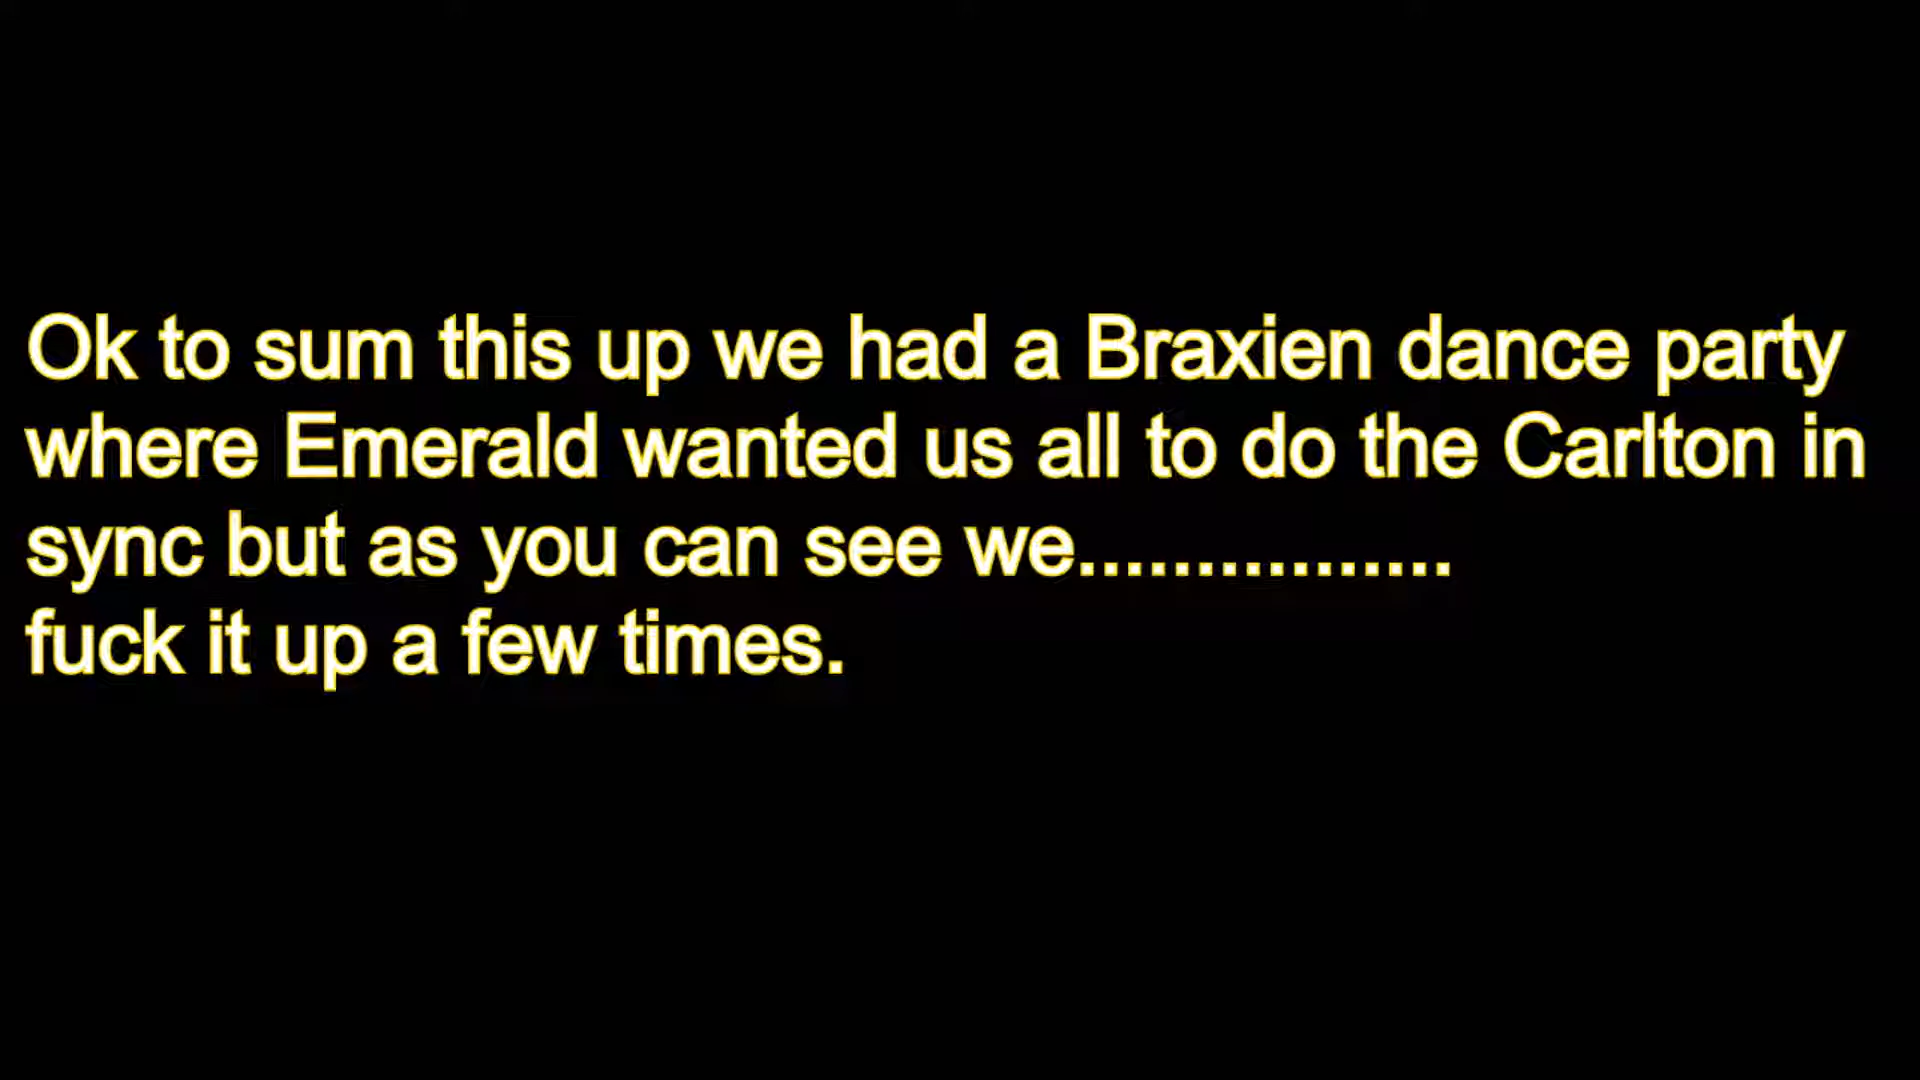 Ok to sum this up we had a Braxien dance party
where Emerald wanted us all to do the Carlton in
sync but as you can see we................
fuck it up a few times.